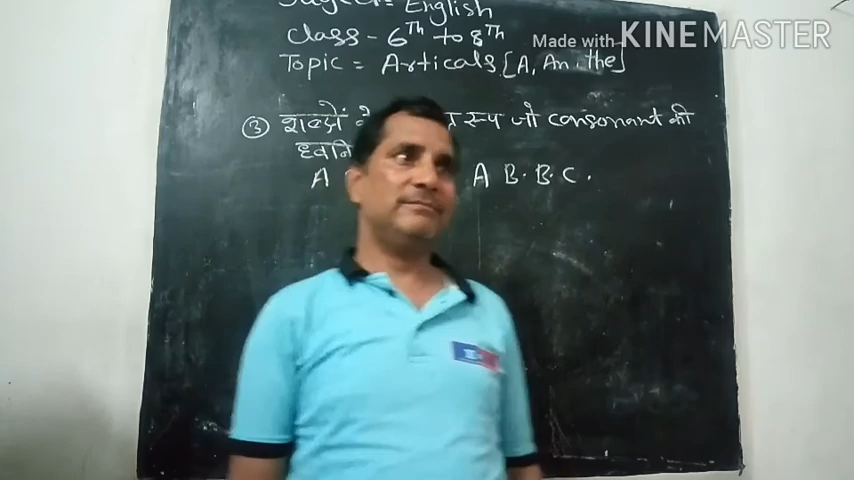 Subject = English
Class - 6Th to 8Th
Made with KINEMASTER
Topic = Articals [A, An, the]
③ शब्दों के रूप जो consonant की
ध्वनि
A A B. B. C.